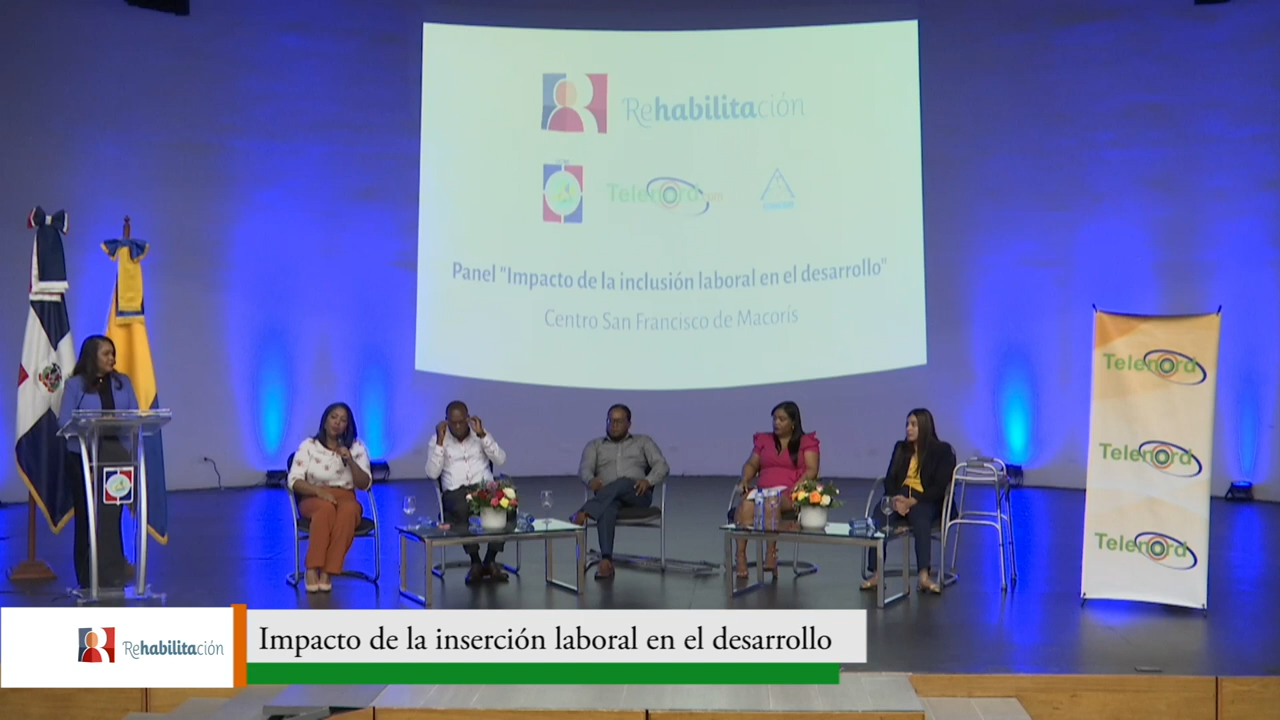 Rehabilitación
Telenord
Panel "Impacto de la inclusión laboral en el desarrollo"
Centro San Francisco de Macorís
Telenord
Telenord
Telenord
Rehabilitación
Impacto de la inserción laboral en el desarrollo